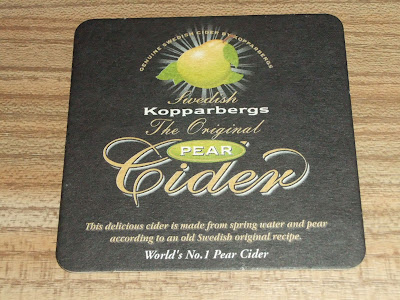 GENUINE SWEDISH CIDER BY KOPPARBERGS
Swedish
Kopparbergs
The Original
PEAR
Cider
This delicious cider is made from spring water and pear
according to an old Swedish original recipe.
World's No.1 Pear Cider